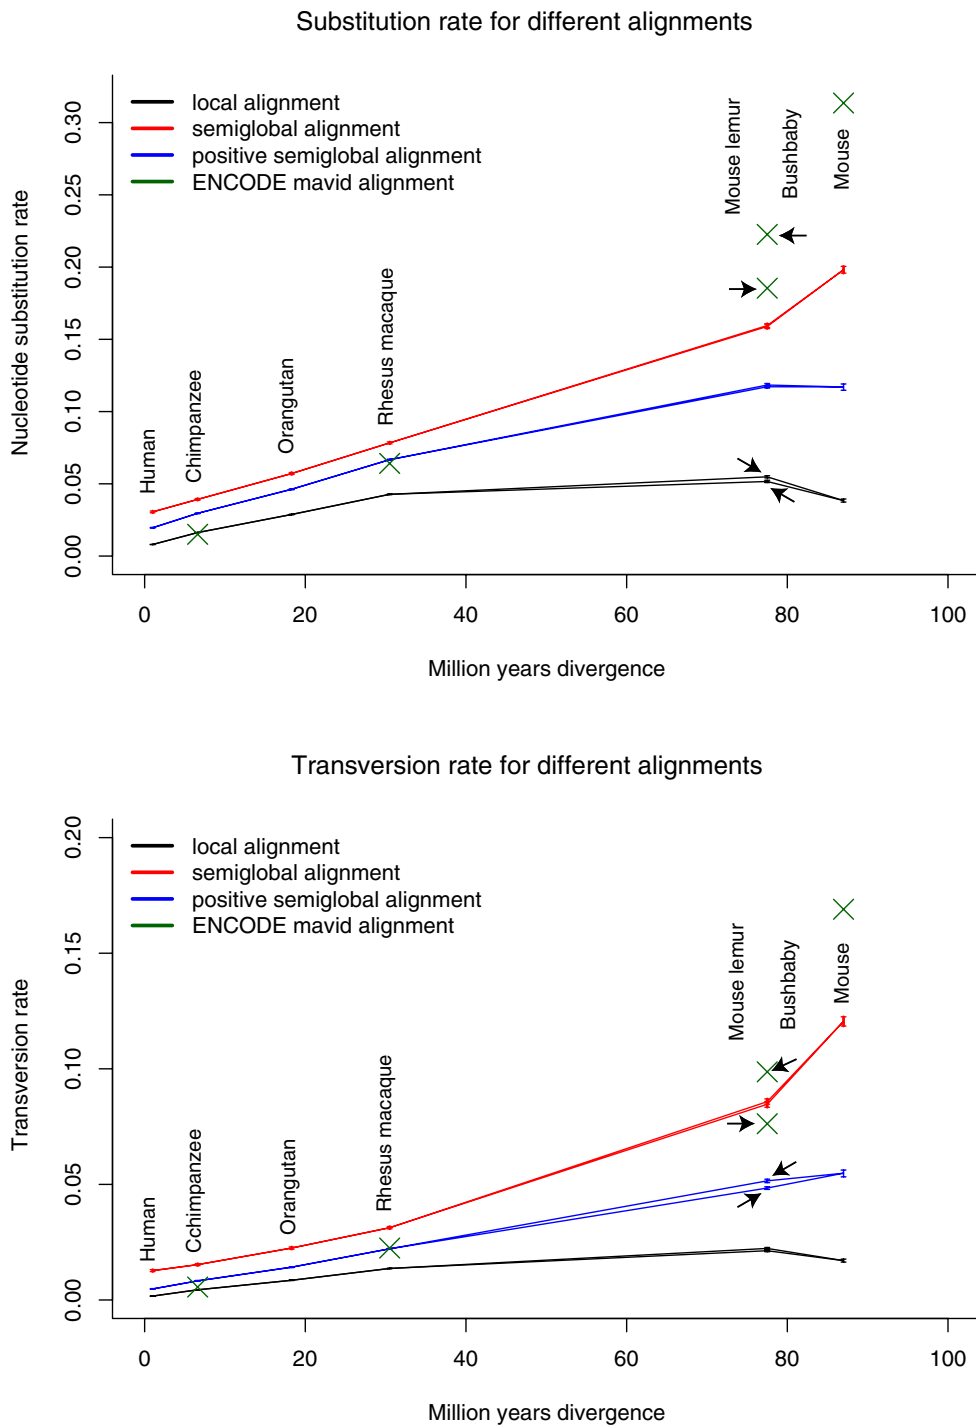 Substitution rate for different alignments
local alignment
semiglobal alignment
positive semiglobal alignment
ENCODE mavid alignment
Nucleotide substitution rate
0.00
0.05
0.10
0.15
0.20
0.25
0.30
Human
Chimpanzee
Orangutan
Rhesus macaque
Mouse lemur
Bushbaby
Mouse
0 20 40 60 80 100
Million years divergence
Transversion rate for different alignments
local alignment
semiglobal alignment
positive semiglobal alignment
ENCODE mavid alignment
Transversion rate
0.00
0.05
0.10
0.15
0.20
Human
Cchimpanzee
Orangutan
Rhesus macaque
Mouse lemur
Bushbaby
Mouse
0 20 40 60 80 100
Million years divergence